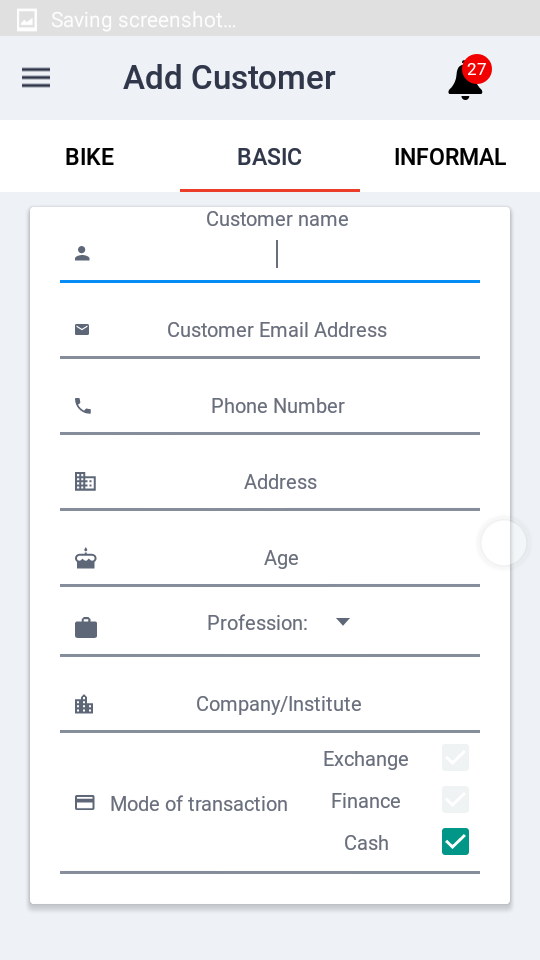 Saving screenshot...
Add Customer
27
BIKE
BASIC
INFORMAL
Customer name
Customer Email Address
Phone Number
Address
Age
Profession:
Company/Institute
Exchange
Mode of transaction
Finance
Cash